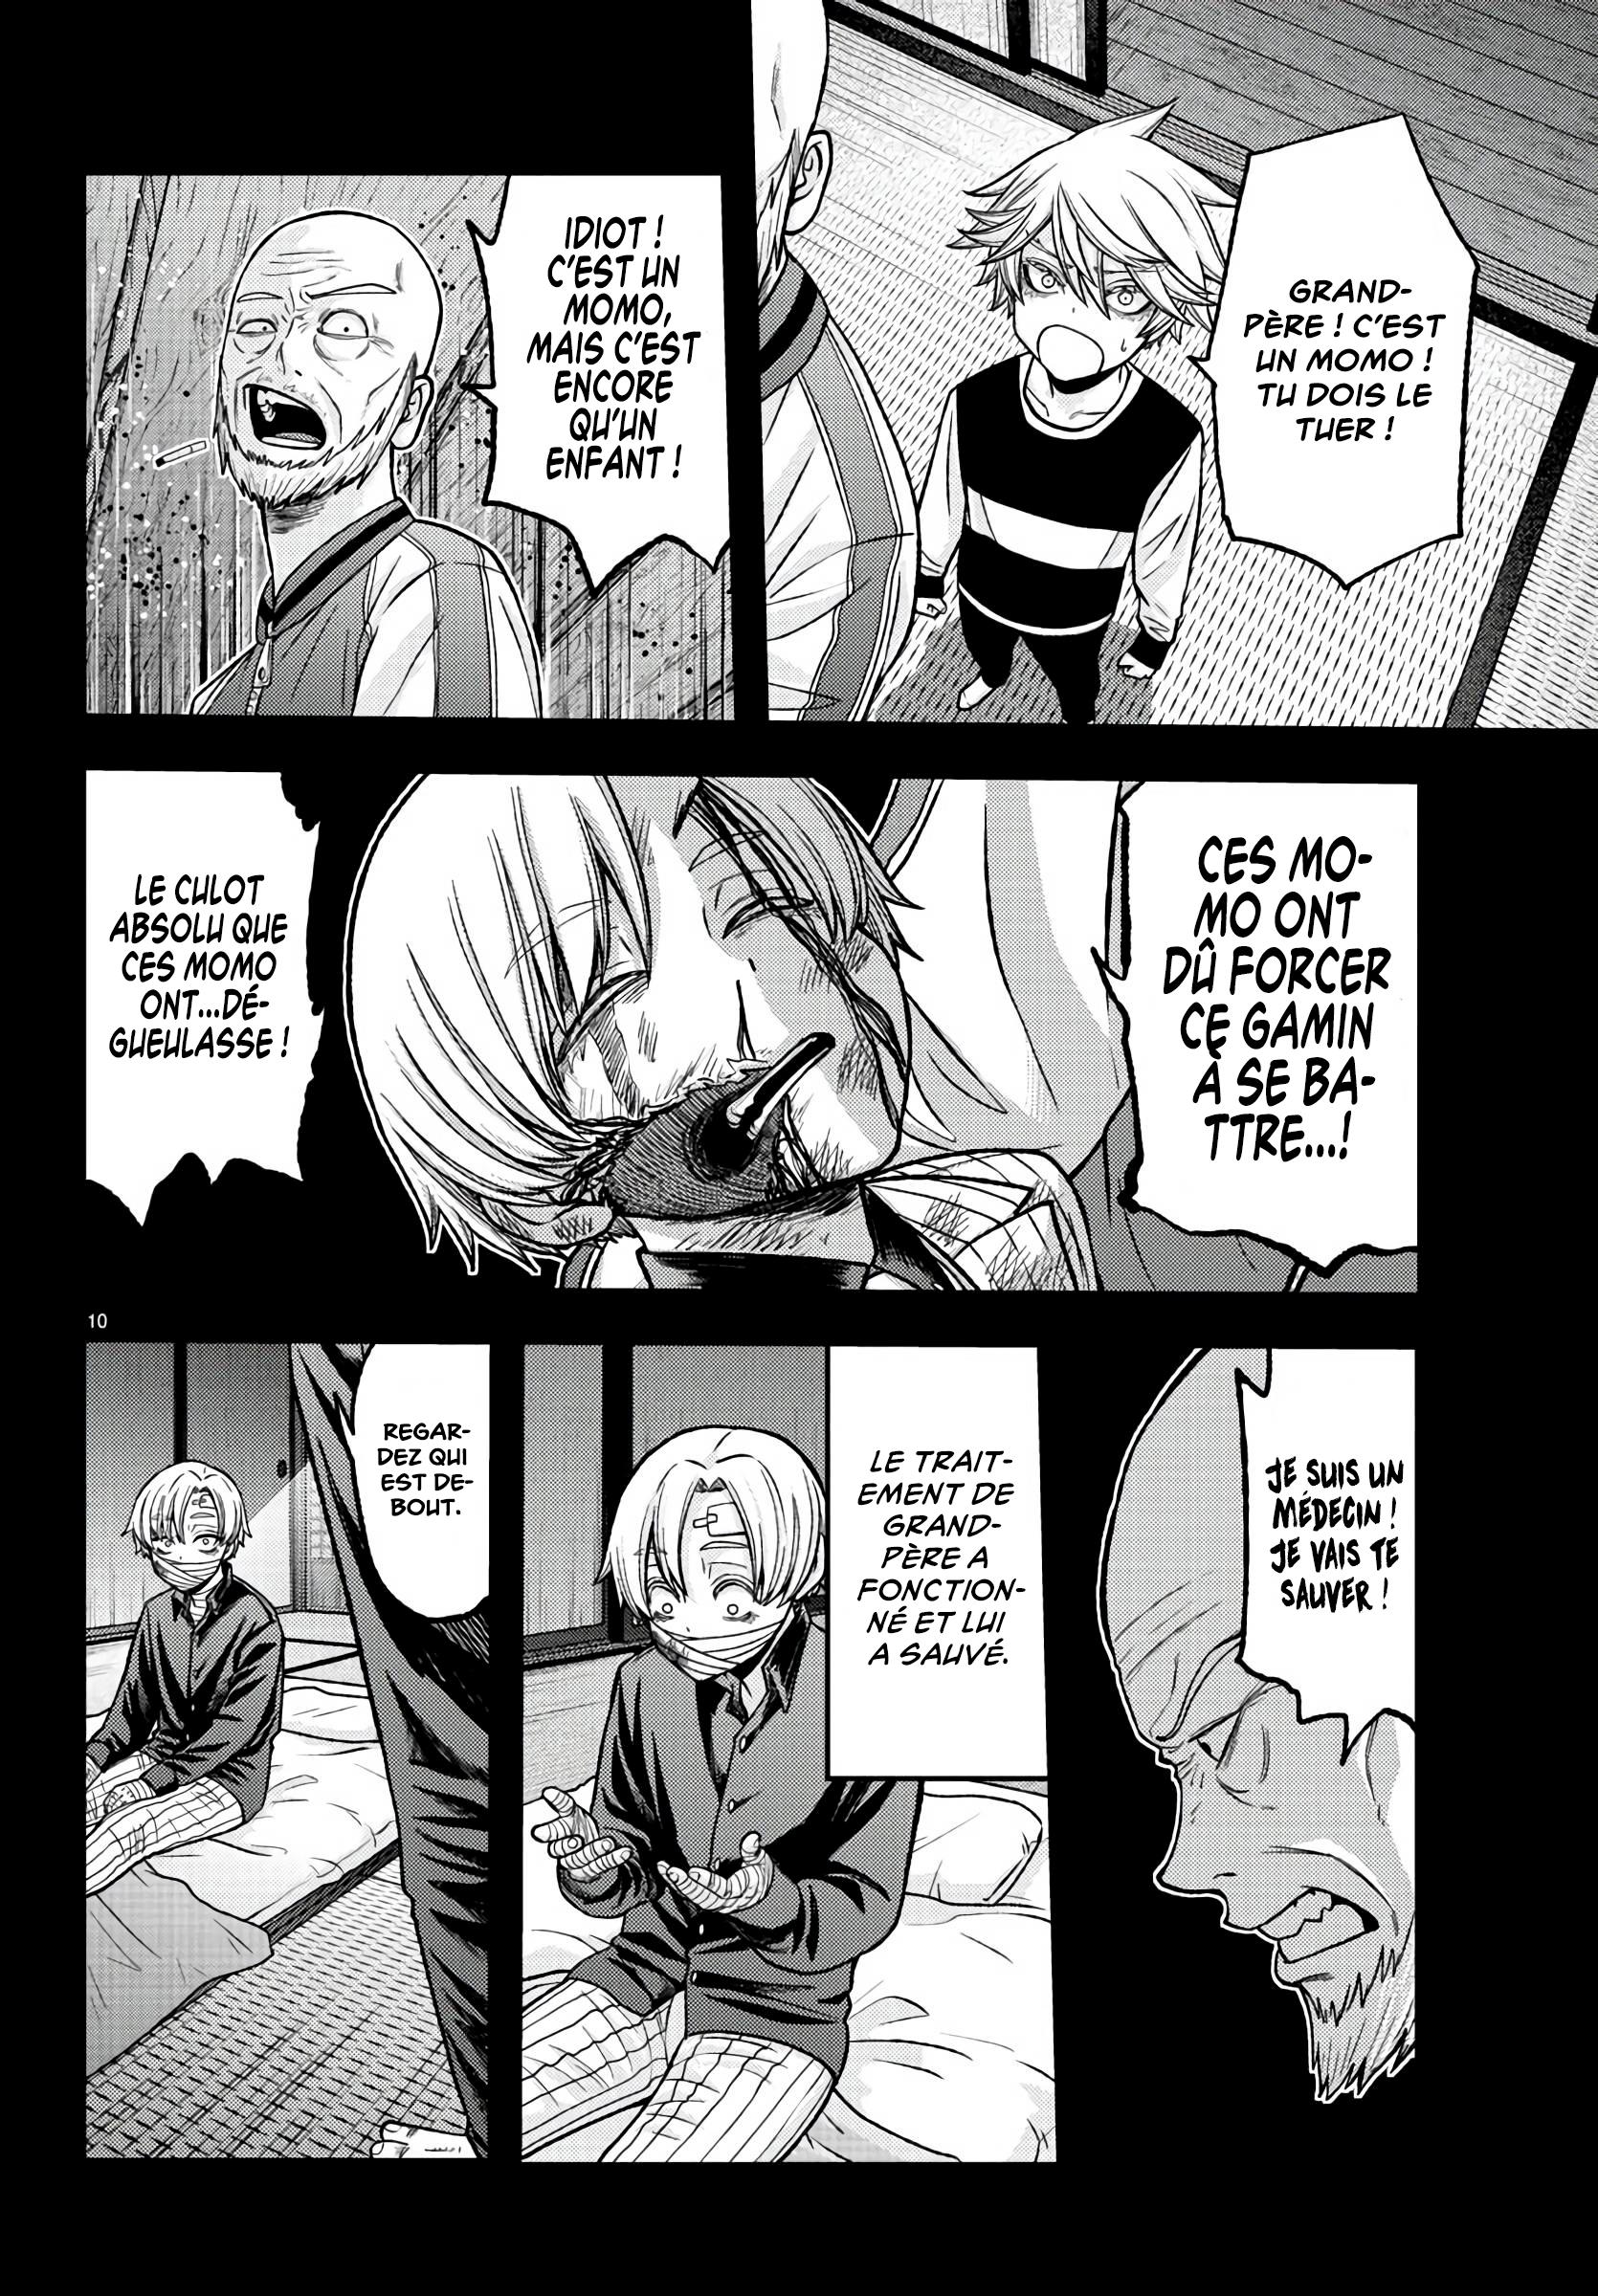 GRAND-
PÈRE ! C'EST
UN MOMO !
TU DOIS LE
TUER !
IDIOT !
C'EST UN
MOMO,
MAIS C'EST
ENCORE
QU'UN
ENFANT !
CES MO-
MO ONT
DÛ FORCER
CE GAMIN
À SE BA-
TTRE...!
LE CULOT
ABSOLU QUE
CES MOMO
ONT...DÉ-
GUEULASSE !
10
JE SUIS UN
MÉDECIN !
JE VAIS TE
SAUVER !
LE TRAIT-
EMENT DE
GRAND-
PÈRE A
FONCTION-
NÉ ET LUI
A SAUVÉ.
REGAR-
DEZ QUI
EST DE-
BOUT.